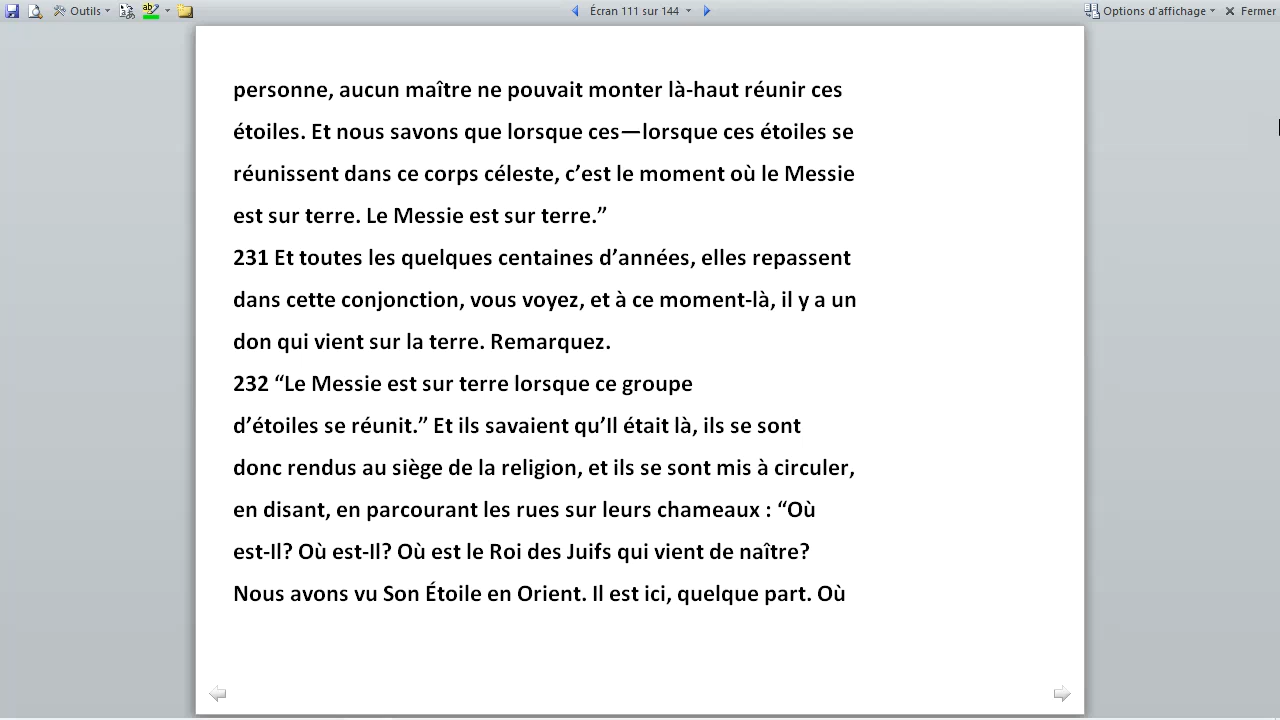 Outils
Écran 111 sur 144
Options d'affichage
Fermer
personne, aucun maître ne pouvait monter là-haut réunir ces
étoiles. Et nous savons que lorsque ces—lorsque ces étoiles se
réunissent dans ce corps céleste, c’est le moment où le Messie
est sur terre. Le Messie est sur terre.”
231 Et toutes les quelques centaines d’années, elles repassent
dans cette conjonction, vous voyez, et à ce moment-là, il y a un
don qui vient sur la terre. Remarquez.
232 “Le Messie est sur terre lorsque ce groupe
d’étoiles se réunit.” Et ils savaient qu’Il était là, ils se sont
donc rendus au siège de la religion, et ils se sont mis à circuler,
en disant, en parcourant les rues sur leurs chameaux : “Où
est-Il? Où est-Il? Où est le Roi des Juifs qui vient de naître?
Nous avons vu Son Étoile en Orient. Il est ici, quelque part. Où